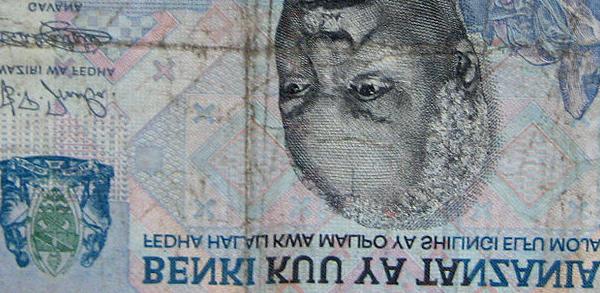 BENKI KUU YA TANZANIA
FEDHA HALALI KWA MALIPO YA SHILINGI ELFU MOJA
WAZIRI WA FEDHA
GAVANA